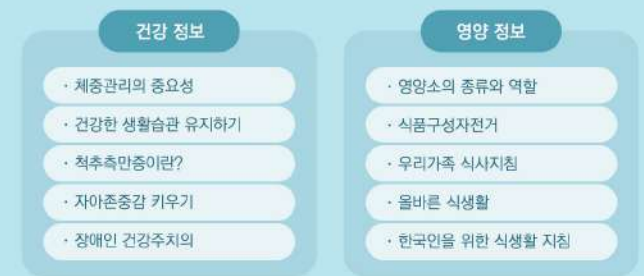 건강 정보
· 체중관리의 중요성
· 건강한 생활습관 유지하기
· 척추측만증이란?
· 자아존중감 키우기
· 장애인 건강주치의
영양 정보
· 영양소의 종류와 역할
· 식품구성자전거
· 우리가족 식사지침
· 올바른 식생활
· 한국인을 위한 식생활 지침